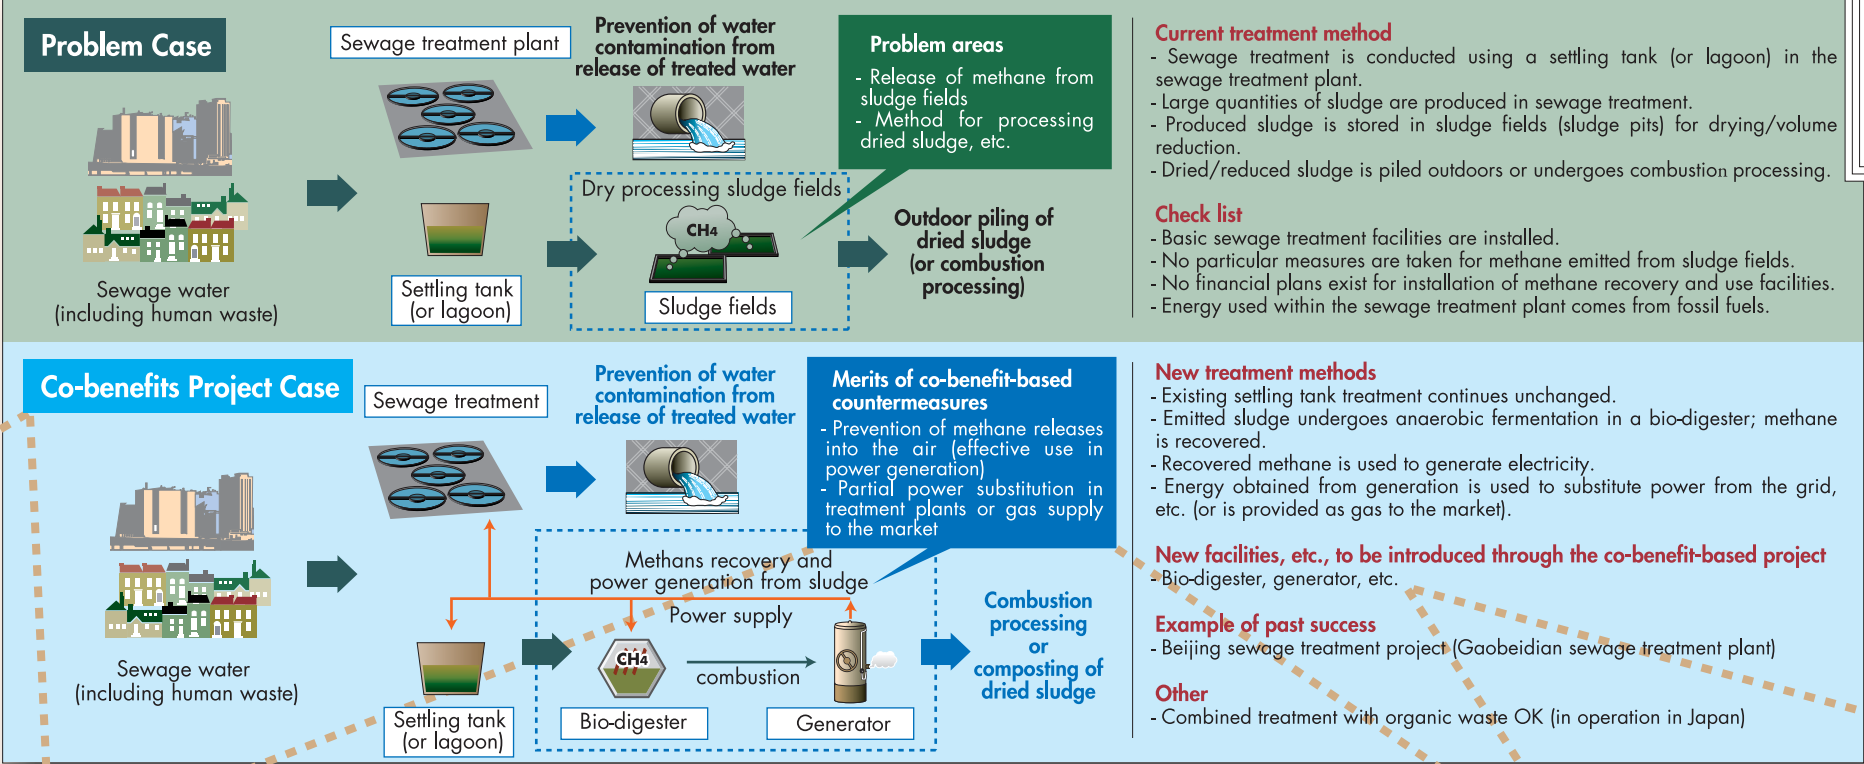 Problem Case
Sewage treatment plant
Prevention of water
contamination from
release of treated water
Problem areas
- Release of methane from
sludge fields
- Method for processing
dried sludge, etc.
Dry processing sludge fields
CH4
Outdoor piling of
dried sludge
(or combustion
processing)
Sewage water
(including human waste)
Settling tank
(or lagoon)
Sludge fields
Current treatment method
- Sewage treatment is conducted using a settling tank (or lagoon) in the
sewage treatment plant.
- Large quantities of sludge are produced in sewage treatment.
- Produced sludge is stored in sludge fields (sludge pits) for drying/volume
reduction.
- Dried/reduced sludge is piled outdoors or undergoes combustion processing.
Check list
- Basic sewage treatment facilities are installed.
- No particular measures are taken for methane emitted from sludge fields.
- No financial plans exist for installation of methane recovery and use facilities.
- Energy used within the sewage treatment plant comes from fossil fuels.
Co-benefits Project Case
Sewage treatment
Prevention of water
contamination from
release of treated water
Merits of co-benefit-based
countermeasures
- Prevention of methane releases
into the air (effective use in
power generation)
- Partial power substitution in
treatment plants or gas supply
to the market
Methans recovery and
power generation from sludge
Power supply
CH4
combustion
Combustion
processing
or
composting of
dried sludge
Sewage water
(including human waste)
Settling tank
(or lagoon)
Bio-digester
Generator
New treatment methods
- Existing settling tank treatment continues unchanged.
- Emitted sludge undergoes anaerobic fermentation in a bio-digester; methane
is recovered.
- Recovered methane is used to generate electricity.
- Energy obtained from generation is used to substitute power from the grid,
etc. (or is provided as gas to the market).
New facilities, etc., to be introduced through the co-benefit-based project
- Bio-digester, generator, etc.
Example of past success
- Beijing sewage treatment project (Gaobeidian sewage treatment plant)
Other
- Combined treatment with organic waste OK (in operation in Japan)